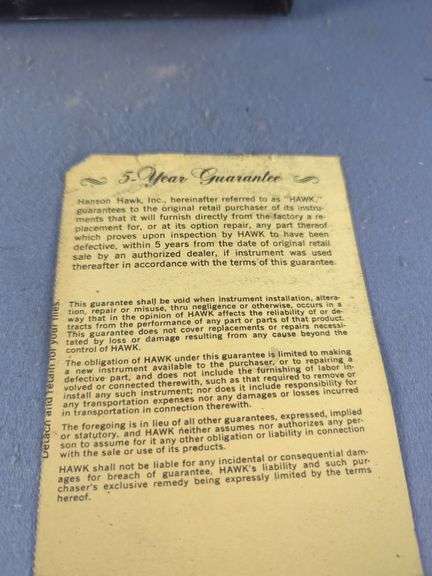 5-Year Guarantee
Hanson Hawk, Inc., hereinafter referred to as "HAWK,"
guarantees to the original retail purchaser of its instru-
ments that it will furnish directly from the factory a re-
placement for, or at its option repair, any part thereof
which proves upon inspection by HAWK to have been
defective, within 5 years from the date of original retail
sale by an authorized dealer, if instrument was used
thereafter in accordance with the terms of this guarantee.
This guarantee shall be void when instrument installation, altera-
tion, repair or misuse, thru negligence or otherwise, occurs in a
way that in the opinion of HAWK affects the reliability of or de-
tracts from the performance of any part or parts of that product.
This guarantee does not cover replacements or repairs necessi-
tated by loss or damage resulting from any cause beyond the
control of HAWK.
The obligation of HAWK under this guarantee is limited to making
a new instrument available to the purchaser, or to repairing a
defective part, and does not include the furnishing of labor in-
volved or connected therewith, such as that required to remove or
install any such instrument; nor does it include responsibility for
any transportation expenses nor any damages or losses incurred
in transportation in connection therewith.
The foregoing is in lieu of all other guarantees, expressed, implied
or statutory, and HAWK neither assumes nor authorizes any per-
son to assume for it any other obligation or liability in connection
with the sale or use of its products.
HAWK shall not be liable for any incidental or consequential dam-
ages for breach of guarantee, HAWK's liability and such pur-
chaser's exclusive remedy being expressly limited by the terms
hereof.
Detach and retain for your files.